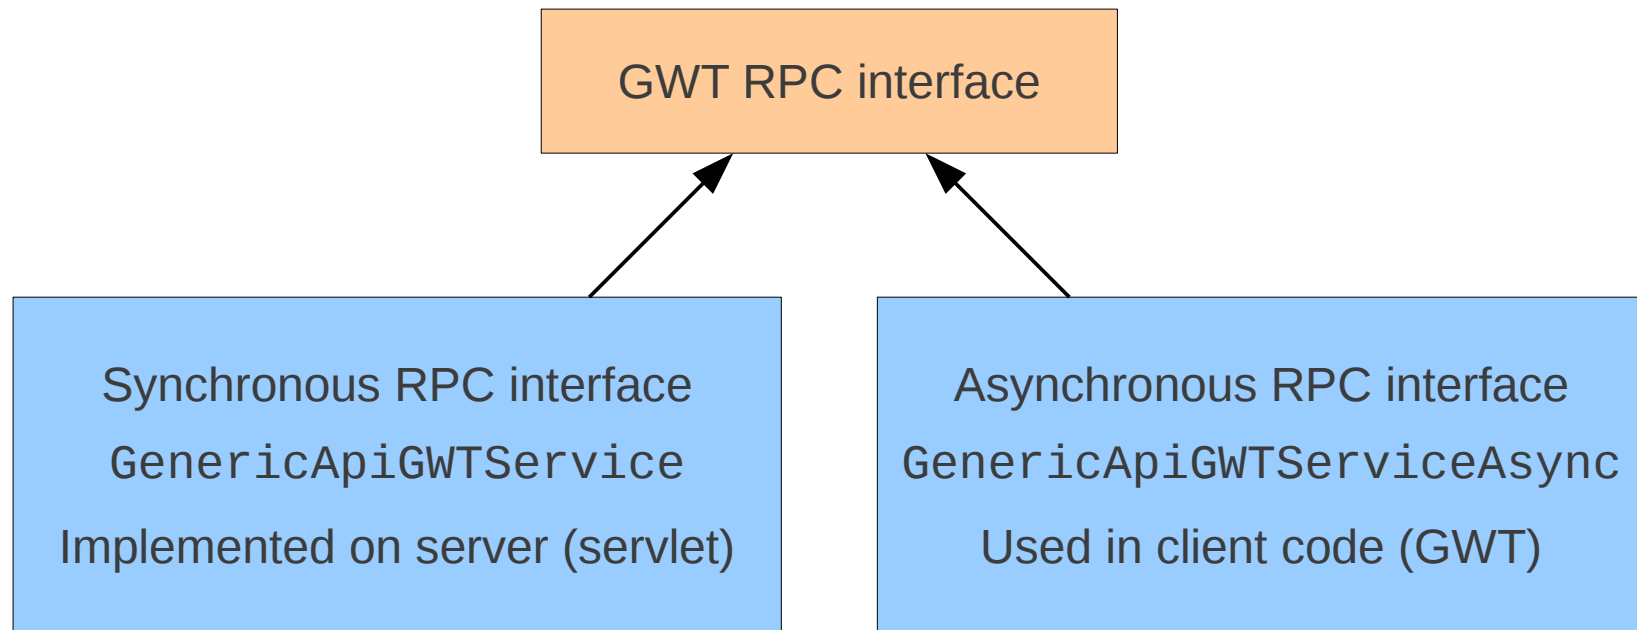 GWT RPC interface
Synchronous RPC interface
GenericApiGWTService
Implemented on server (servlet)
Asynchronous RPC interface
GenericApiGWTServiceAsync
Used in client code (GWT)